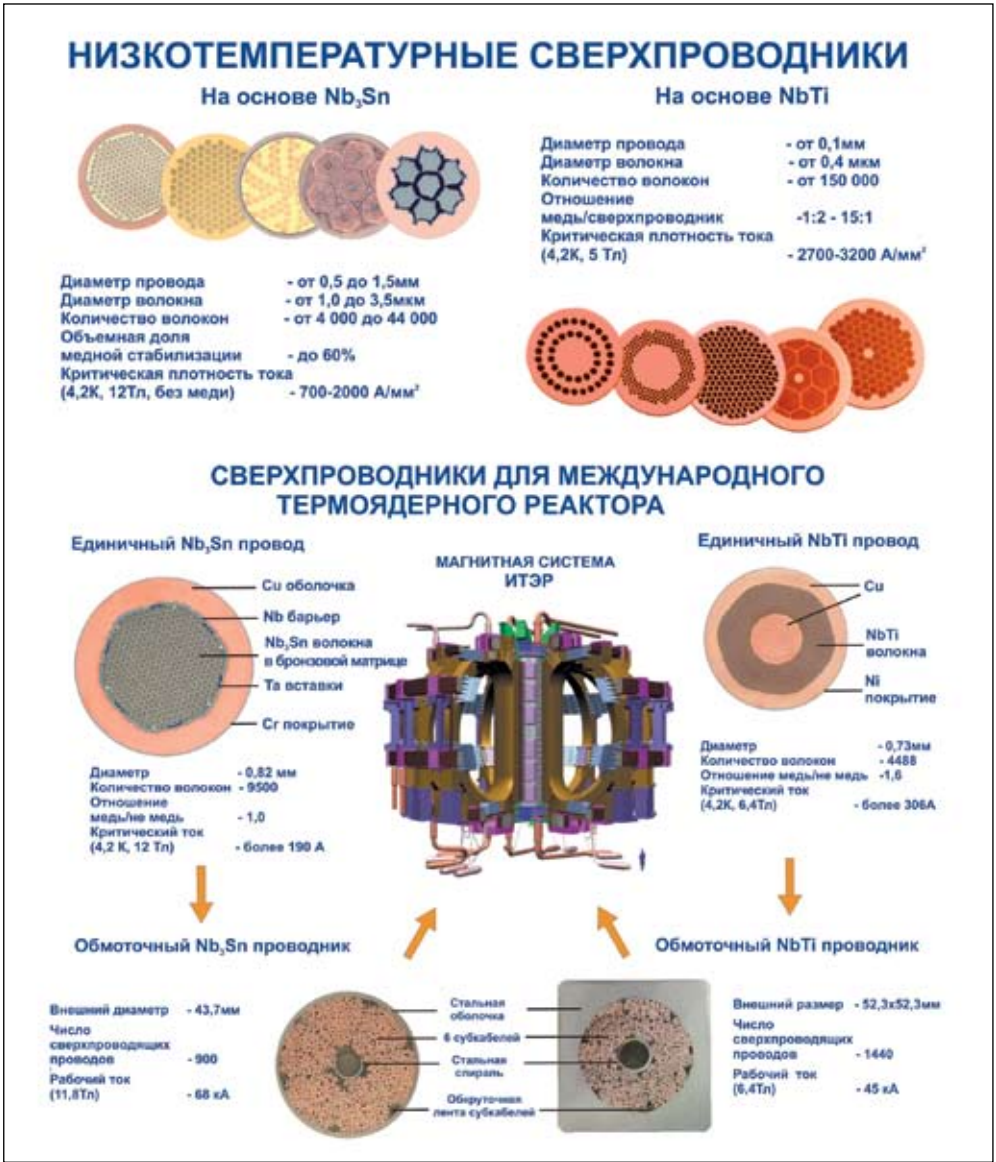 НИЗКОТЕМПЕРАТУРНЫЕ СВЕРХПРОВОДНИКИ
На основе Nb₃Sn
Диаметр провода - от 0,5 до 1,5мм
Диаметр волокна - от 1,0 до 3,5мкм
Количество волокон - от 4 000 до 44 000
Объемная доля
медной стабилизации - до 60%
Критическая плотность тока
(4,2К, 12Тл, без меди) - 700-2000 А/мм²
На основе NbTi
Диаметр провода - от 0,1мм
Диаметр волокна - от 0,4 мкм
Количество волокон - от 150 000
Отношение
медь/сверхпроводник -1:2 - 15:1
Критическая плотность тока
(4,2К, 5 Тл) - 2700-3200 А/мм²
СВЕРХПРОВОДНИКИ ДЛЯ МЕЖДУНАРОДНОГО
ТЕРМОЯДЕРНОГО РЕАКТОРА
Единичный Nb₃Sn провод
Cu оболочка
Nb барьер
Nb₃Sn волокна
в бронзовой матрице
Ta вставки
Cr покрытие
Диаметр - 0,82 мм
Количество волокон - 9500
Отношение
медь/не медь - 1,0
Критический ток
(4,2 К, 12 Тл) - более 190 А
МАГНИТНАЯ СИСТЕМА
ИТЭР
Единичный NbTi провод
Cu
NbTi
волокна
Ni
покрытие
Диаметр - 0,73мм
Количество волокон - 4488
Отношение медь/не медь -1,6
Критический ток
(4,2К, 6,4Тл) - более 306А
Обмоточный Nb₃Sn проводник
Внешний диаметр - 43,7мм
Число
сверхпроводящих
проводов - 900
Рабочий ток
(11,8Тл) - 68 кА
Стальная
оболочка
6 субкабелей
Стальная
спираль
Обкруточная
лента субкабелей
Обмоточный NbTi проводник
Внешний размер - 52,3х52,3мм
Число
сверхпроводящих
проводов - 1440
Рабочий ток
(6,4Тл) - 45 кА